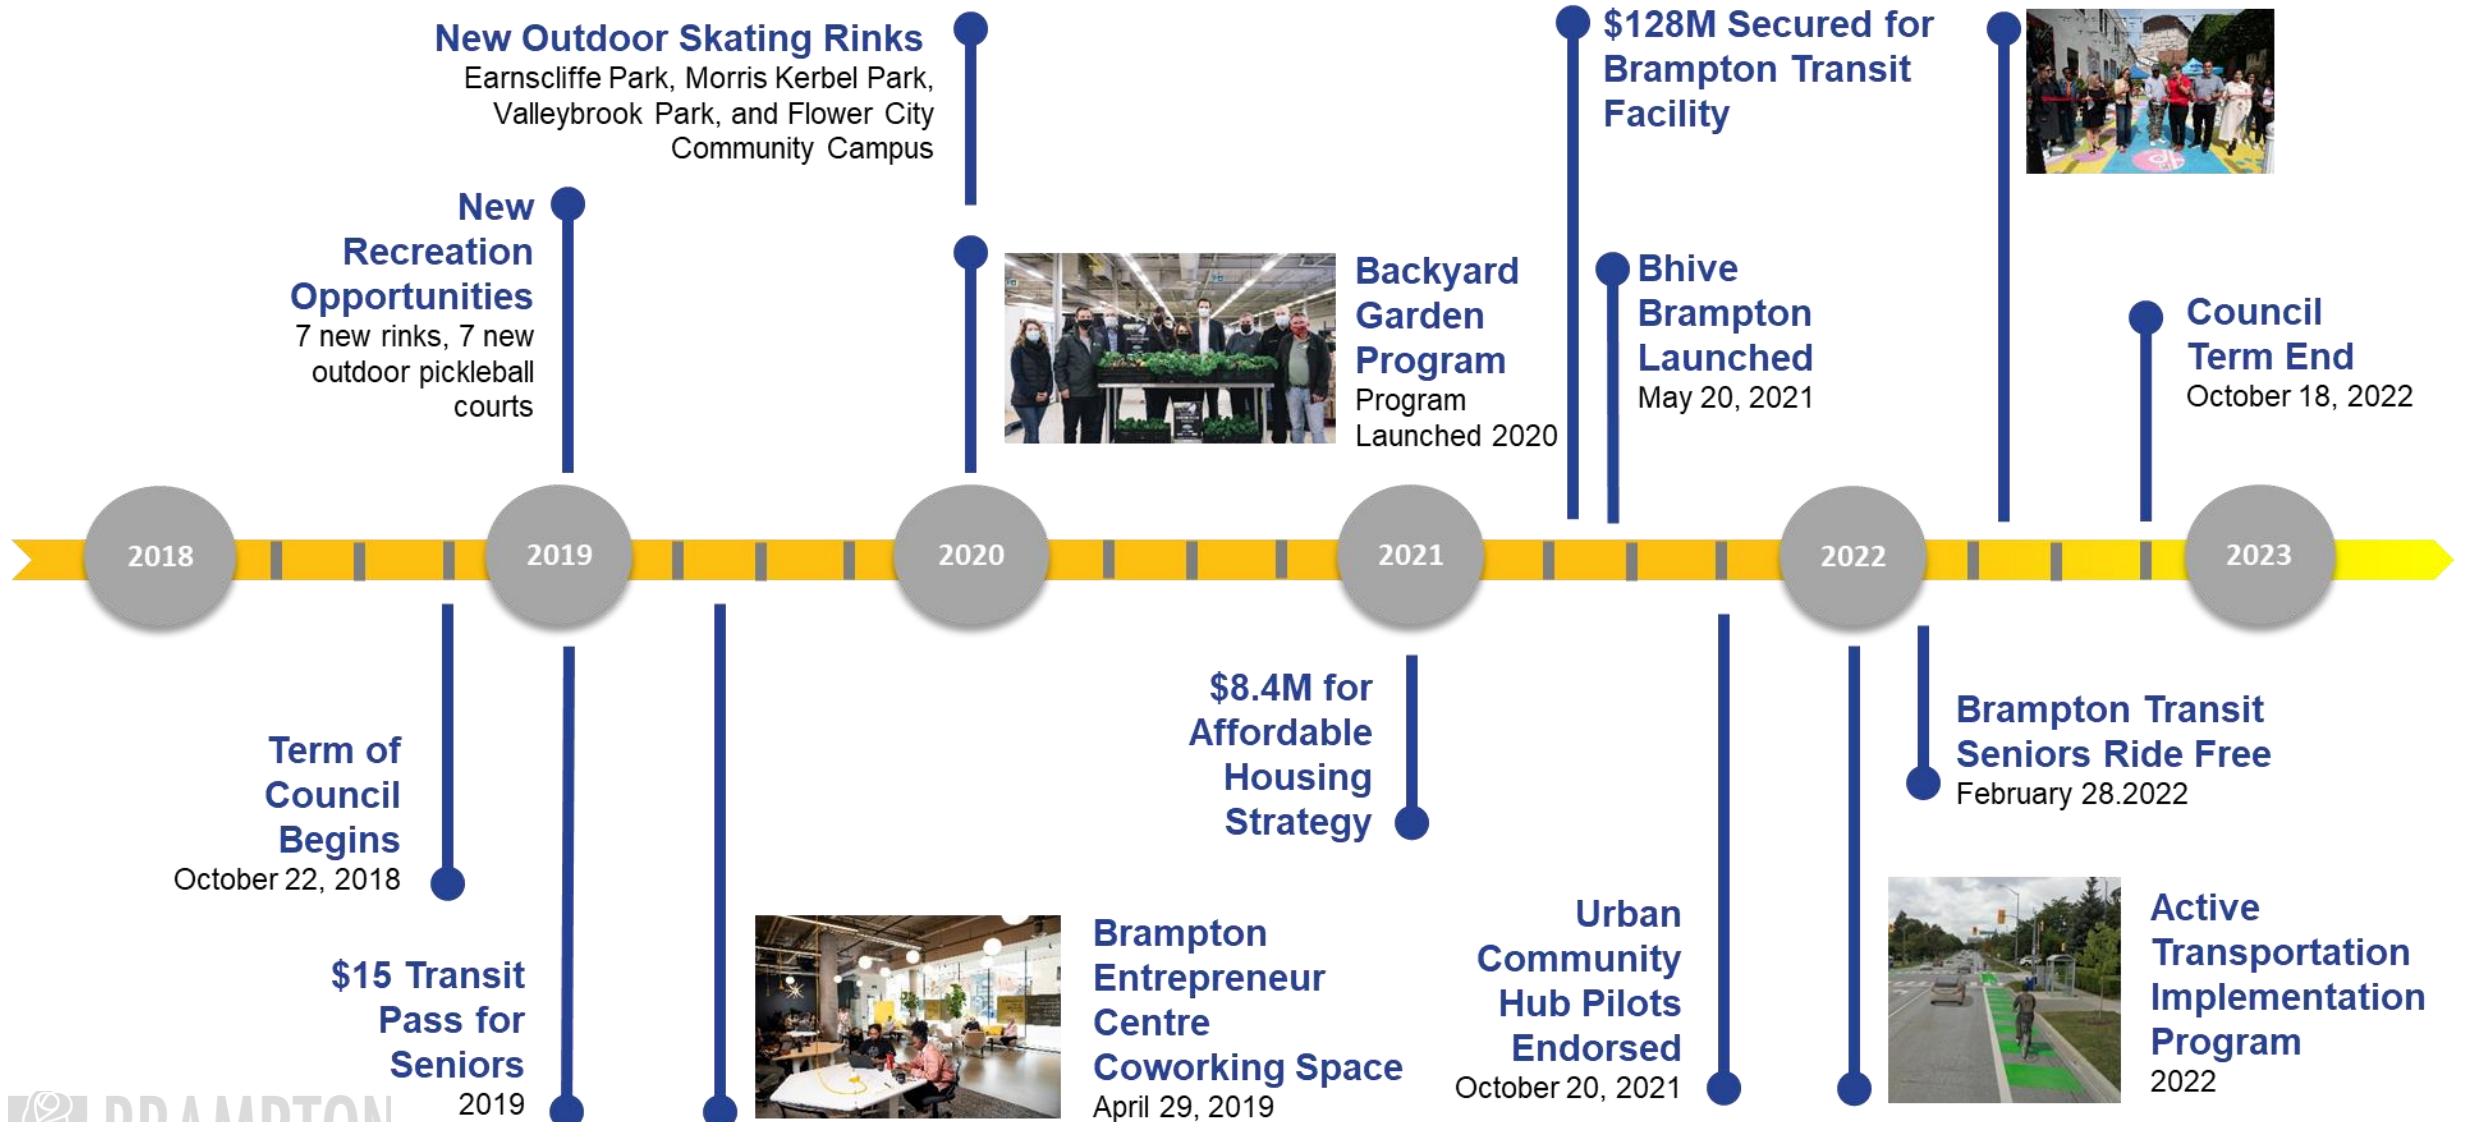 New Outdoor Skating Rinks
Earnscliffe Park, Morris Kerbel Park,
Valleybrook Park, and Flower City
Community Campus
$128M Secured for
Brampton Transit
Facility
New
Recreation
Opportunities
7 new rinks, 7 new
outdoor pickleball
courts
Backyard
Garden
Program
Program
Launched 2020
Bhive
Brampton
Launched
May 20, 2021
Council
Term End
October 18, 2022
2018
2019
2020
2021
2022
2023
Term of
Council
Begins
October 22, 2018
$15 Transit
Pass for
Seniors
2019
Brampton
Entrepreneur
Centre
Coworking Space
April 29, 2019
$8.4M for
Affordable
Housing
Strategy
Urban
Community
Hub Pilots
Endorsed
October 20, 2021
Brampton Transit
Seniors Ride Free
February 28.2022
Active
Transportation
Implementation
Program
2022
BRAMPTON